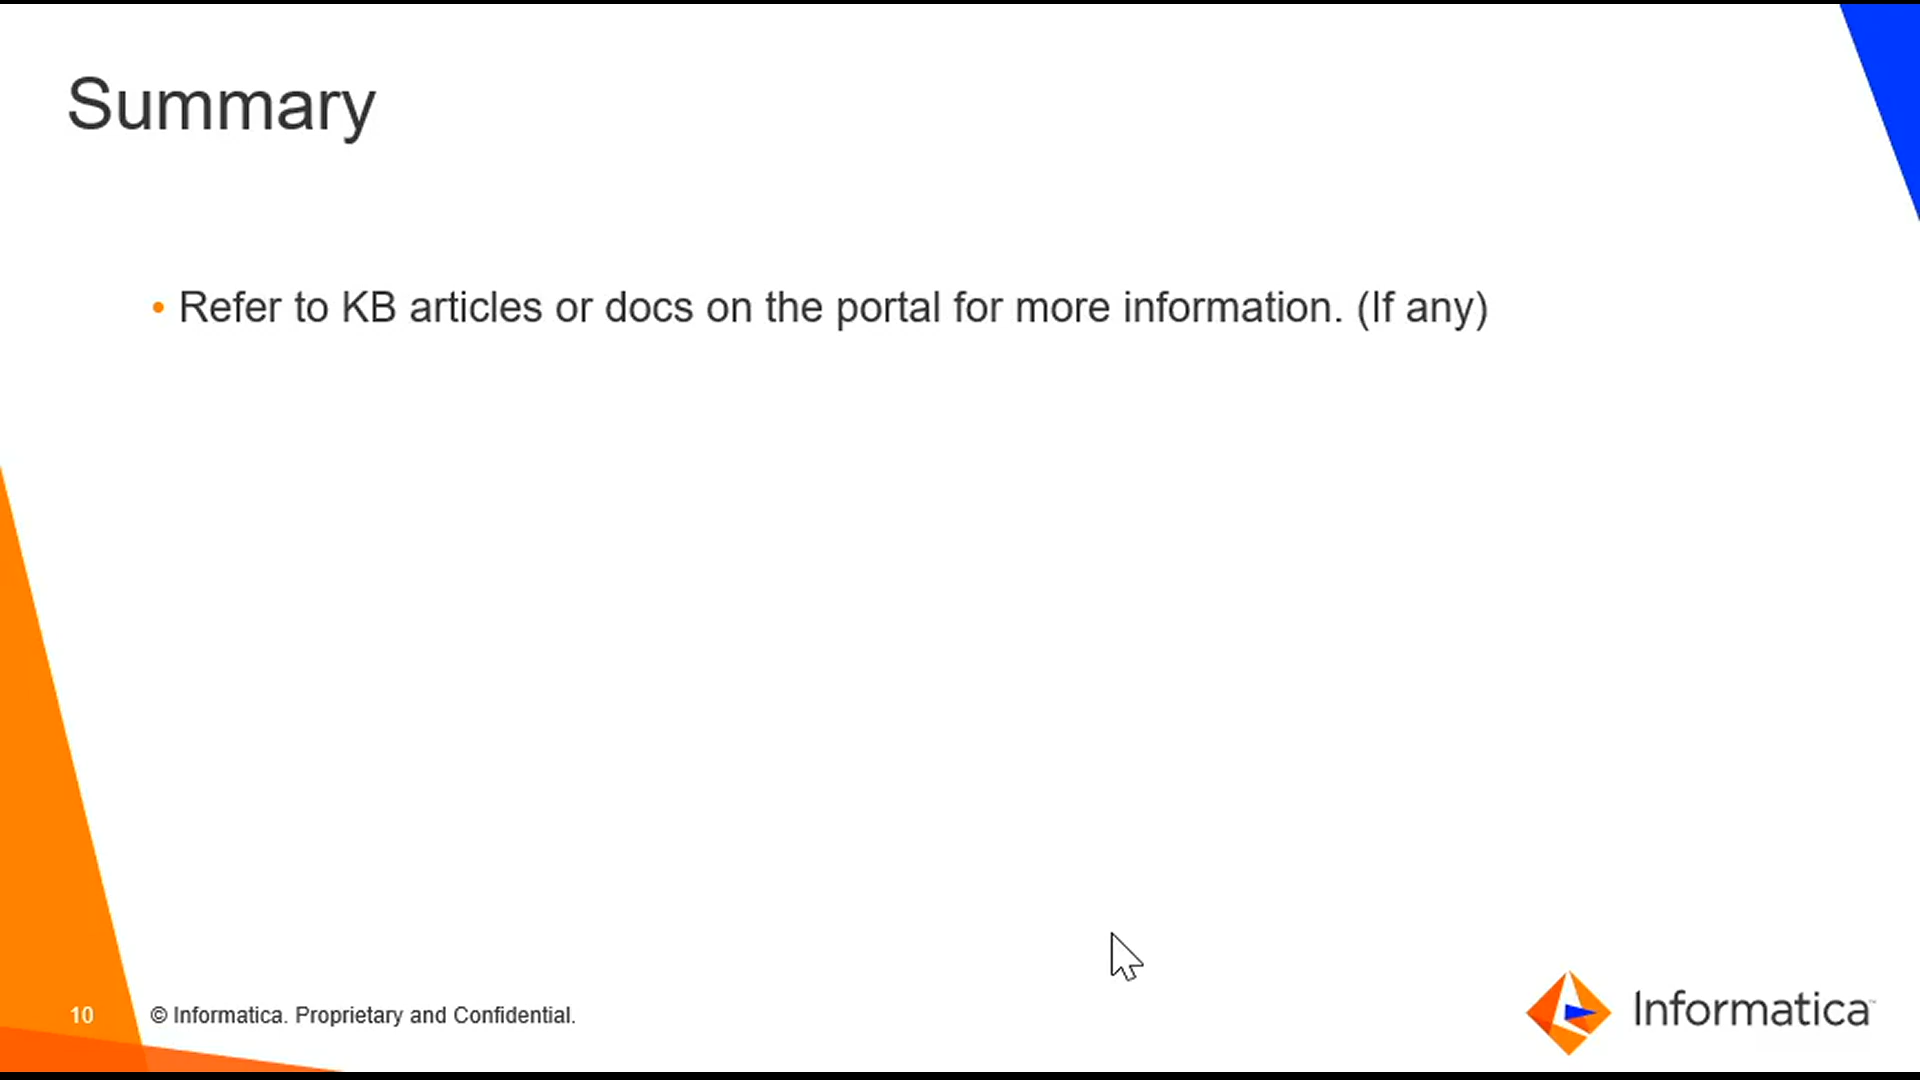 Summary
• Refer to KB articles or docs on the portal for more information. (If any)
10
© Informatica. Proprietary and Confidential.
Informatica™